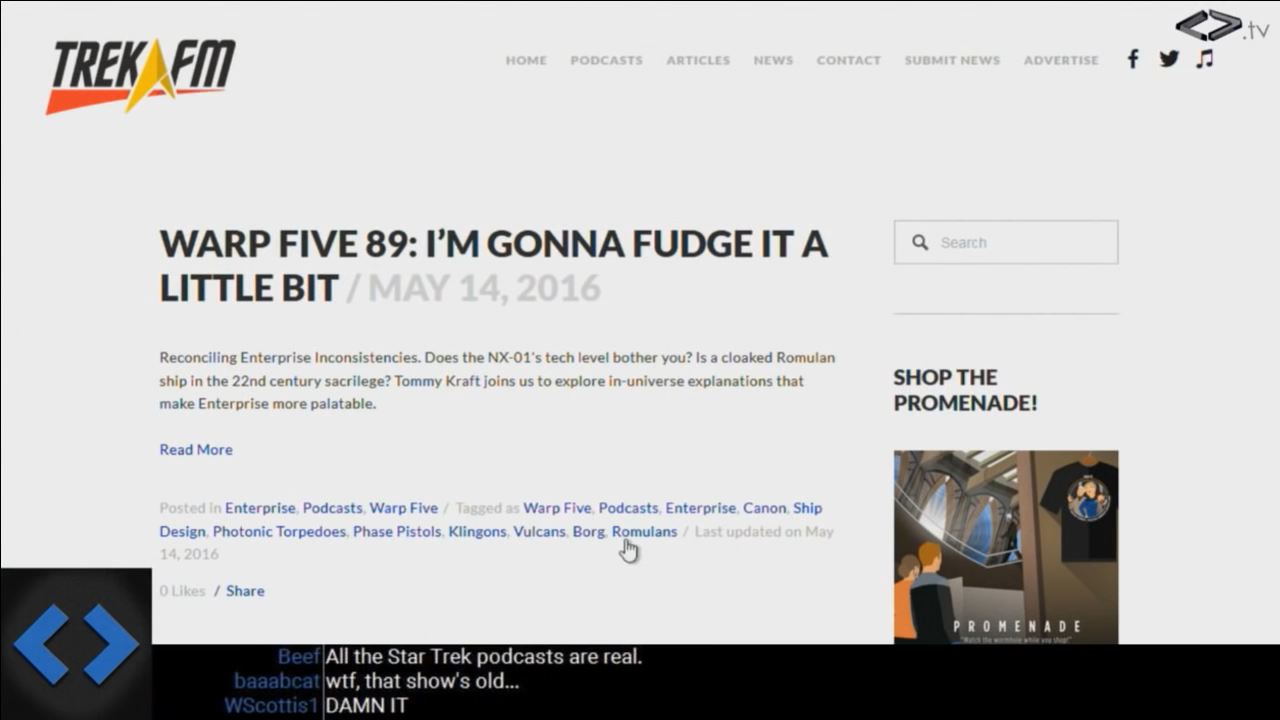 .tv
TREK FM
HOME PODCASTS ARTICLES NEWS CONTACT SUBMIT NEWS ADVERTISE
WARP FIVE 89: I'M GONNA FUDGE IT A
LITTLE BIT / MAY 14, 2016
Search
Reconciling Enterprise Inconsistencies. Does the NX-01's tech level bother you? Is a cloaked Romulan
ship in the 22nd century sacrilege? Tommy Kraft joins us to explore in-universe explanations that
make Enterprise more palatable.
SHOP THE
PROMENADE!
Read More
Posted in Enterprise, Podcasts, Warp Five / Tagged as Warp Five, Podcasts, Enterprise, Canon, Ship
Design, Photonic Torpedoes, Phase Pistols, Klingons, Vulcans, Borg, Romulans / Last updated on May
14, 2016
0 Likes / Share
PROMENADE
"Watch the wormhole while you shop!"
Beef All the Star Trek podcasts are real.
baaabcat wtf, that show's old...
WScottis1 DAMN IT